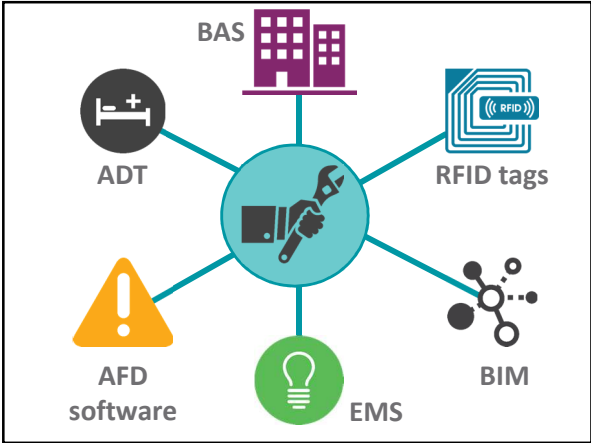 BAS
((( RFID )))
ADT
RFID tags
AFD
software
EMS
BIM